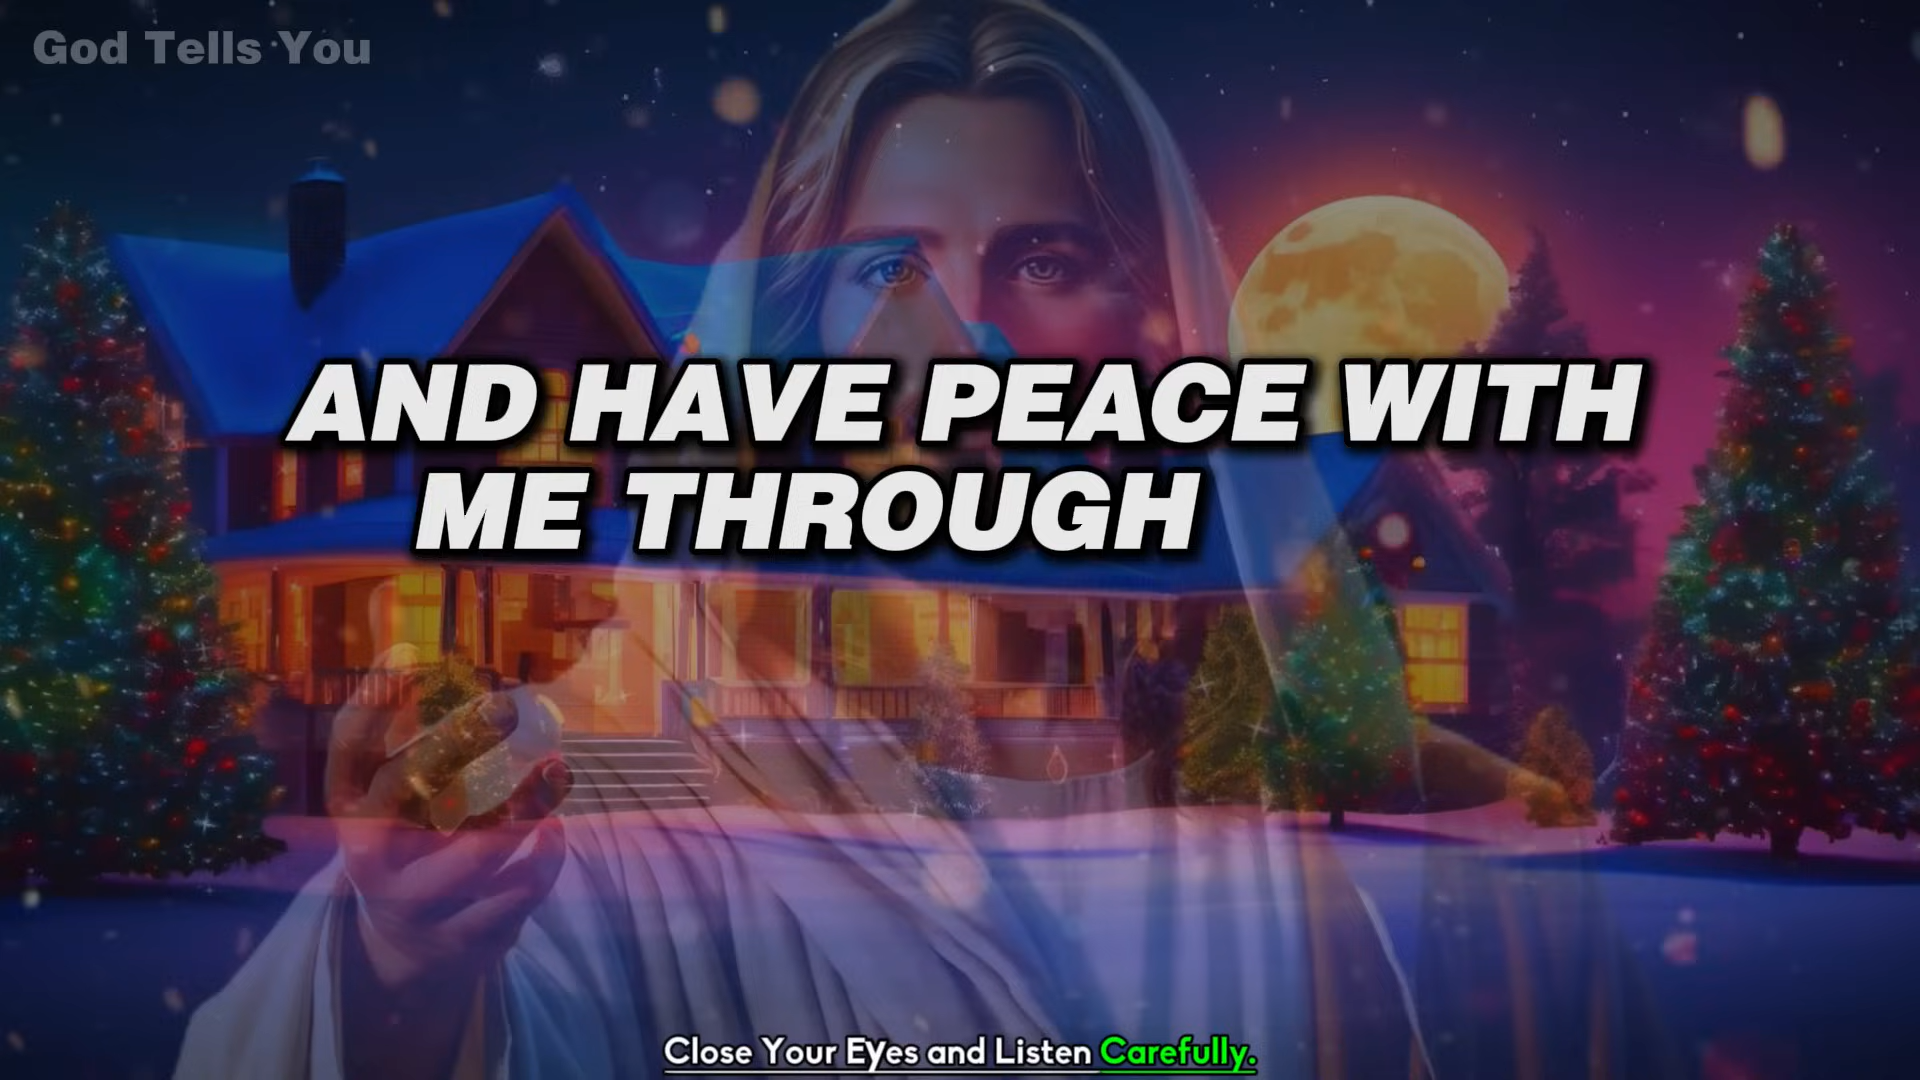 God Tells You
AND HAVE PEACE WITH
ME THROUGH
Close Your Eyes and Listen Carefully.